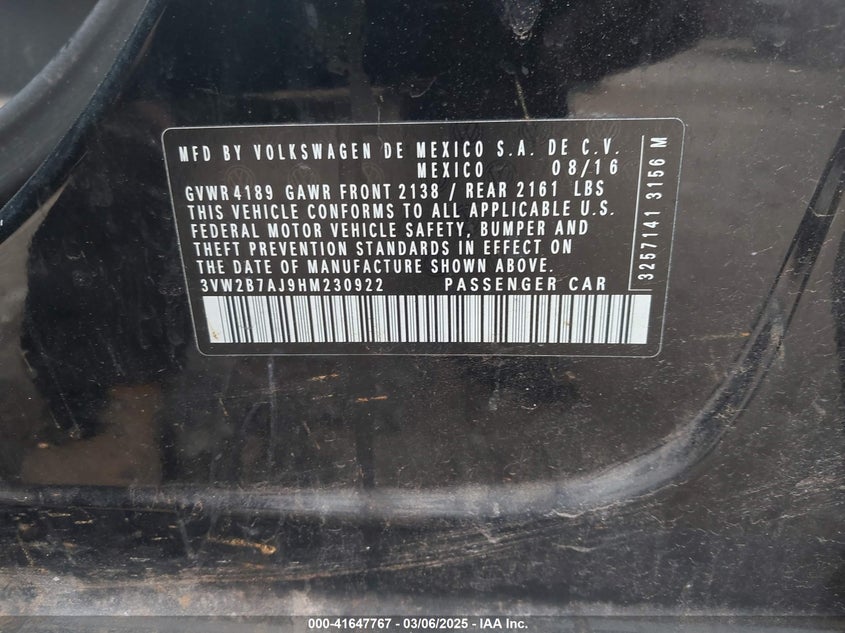 MFD BY VOLKSWAGEN DE MEXICO S.A. DE C.V.
MEXICO 08/16
GVWR 4189 GAWR FRONT 2138 / REAR 2161 LBS
THIS VEHICLE CONFORMS TO ALL APPLICABLE U.S.
FEDERAL MOTOR VEHICLE SAFETY, BUMPER AND
THEFT PREVENTION STANDARDS IN EFFECT ON
THE DATE OF MANUFACTURE SHOWN ABOVE.
3VW2B7AJ9HM230922 PASSENGER CAR
3257141 3156 M
000-41647767 - 03/06/2025 - IAA Inc.